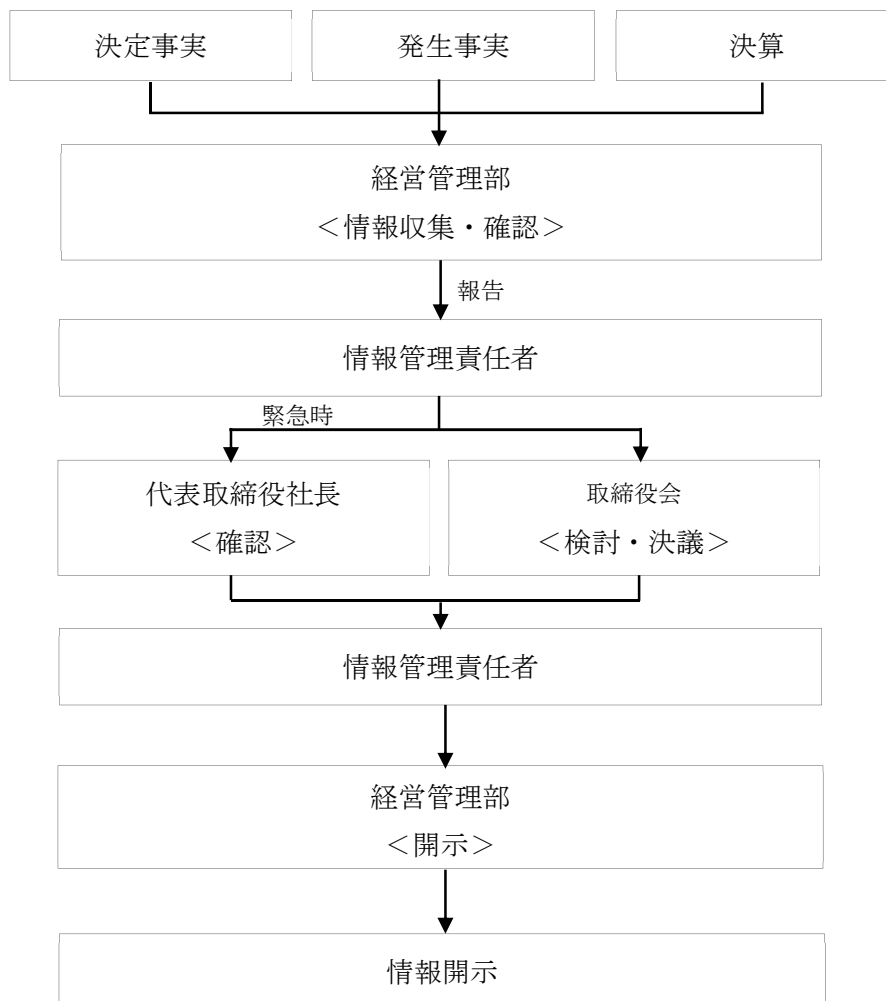 決定事実
発生事実
決算
経営管理部
＜情報収集・確認＞
報告
情報管理責任者
緊急時
代表取締役社長
＜確認＞
取締役会
＜検討・決議＞
情報管理責任者
経営管理部
＜開示＞
情報開示